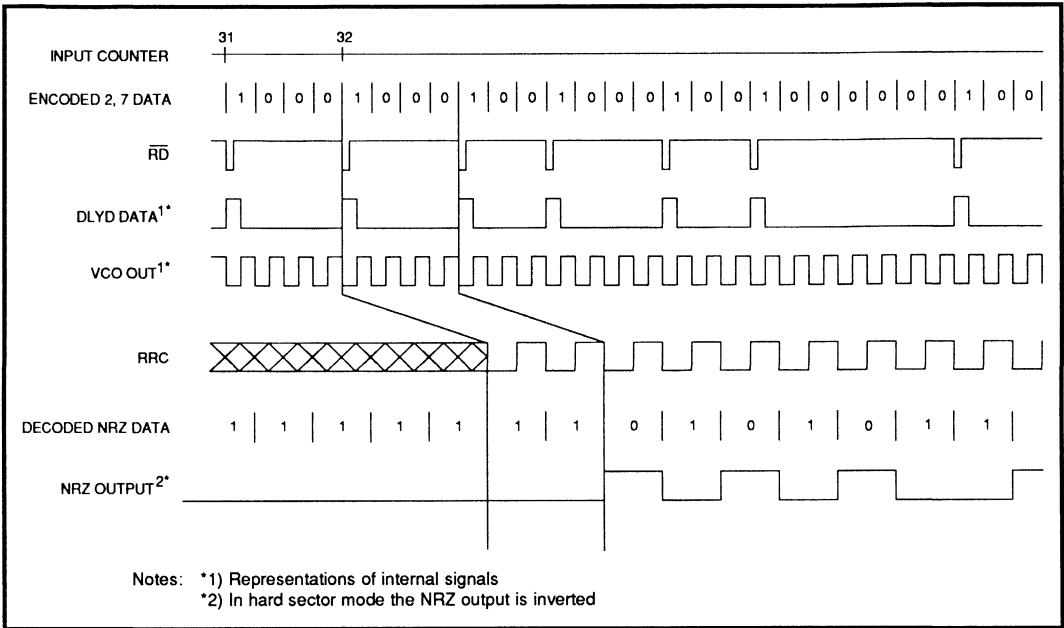 31 32
INPUT COUNTER
ENCODED 2, 7 DATA 1 0 0 0 1 0 0 0 1 0 0 1 0 0 0 1 0 0 1 0 0 0 0 0 0 1 0 0
RD
DLYD DATA1*
VCO OUT1*
RRC
DECODED NRZ DATA 1 1 1 1 1 1 1 0 1 0 1 0 1 1
NRZ OUTPUT2*
Notes: *1) Representations of internal signals
*2) In hard sector mode the NRZ output is inverted